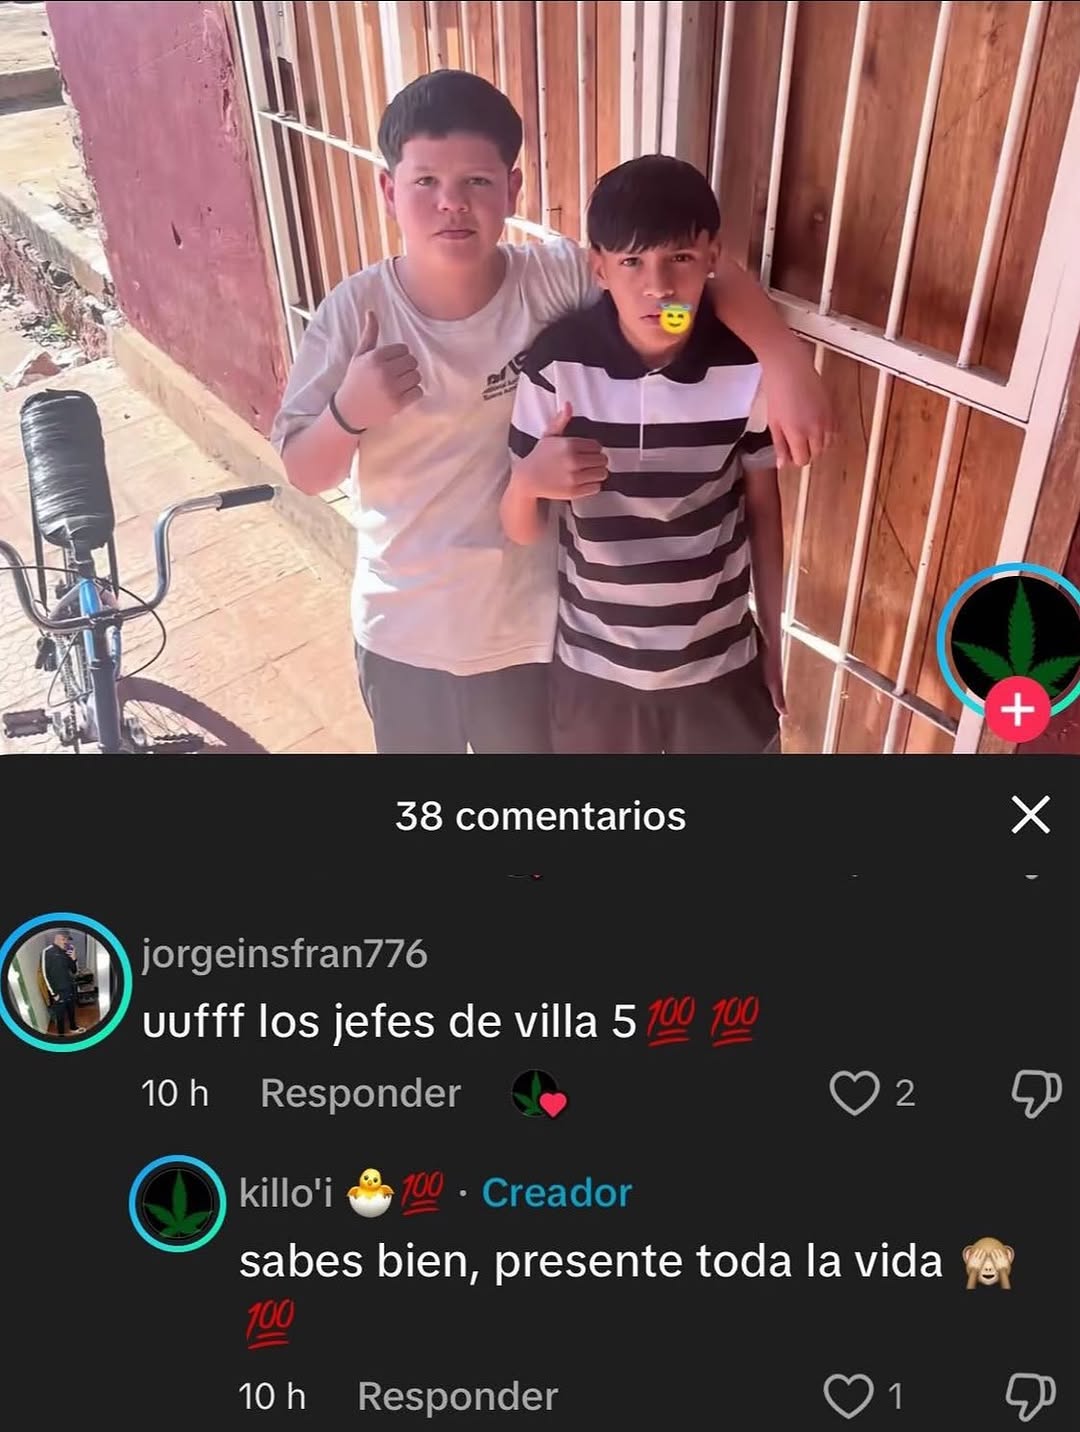 38 comentarios
jorgeinsfran776
uufff los jefes de villa 5💯 💯
10 h Responder 2
killo'i 🐣💯 · Creador
sabes bien, presente toda la vida 🙈
💯
10 h Responder 1